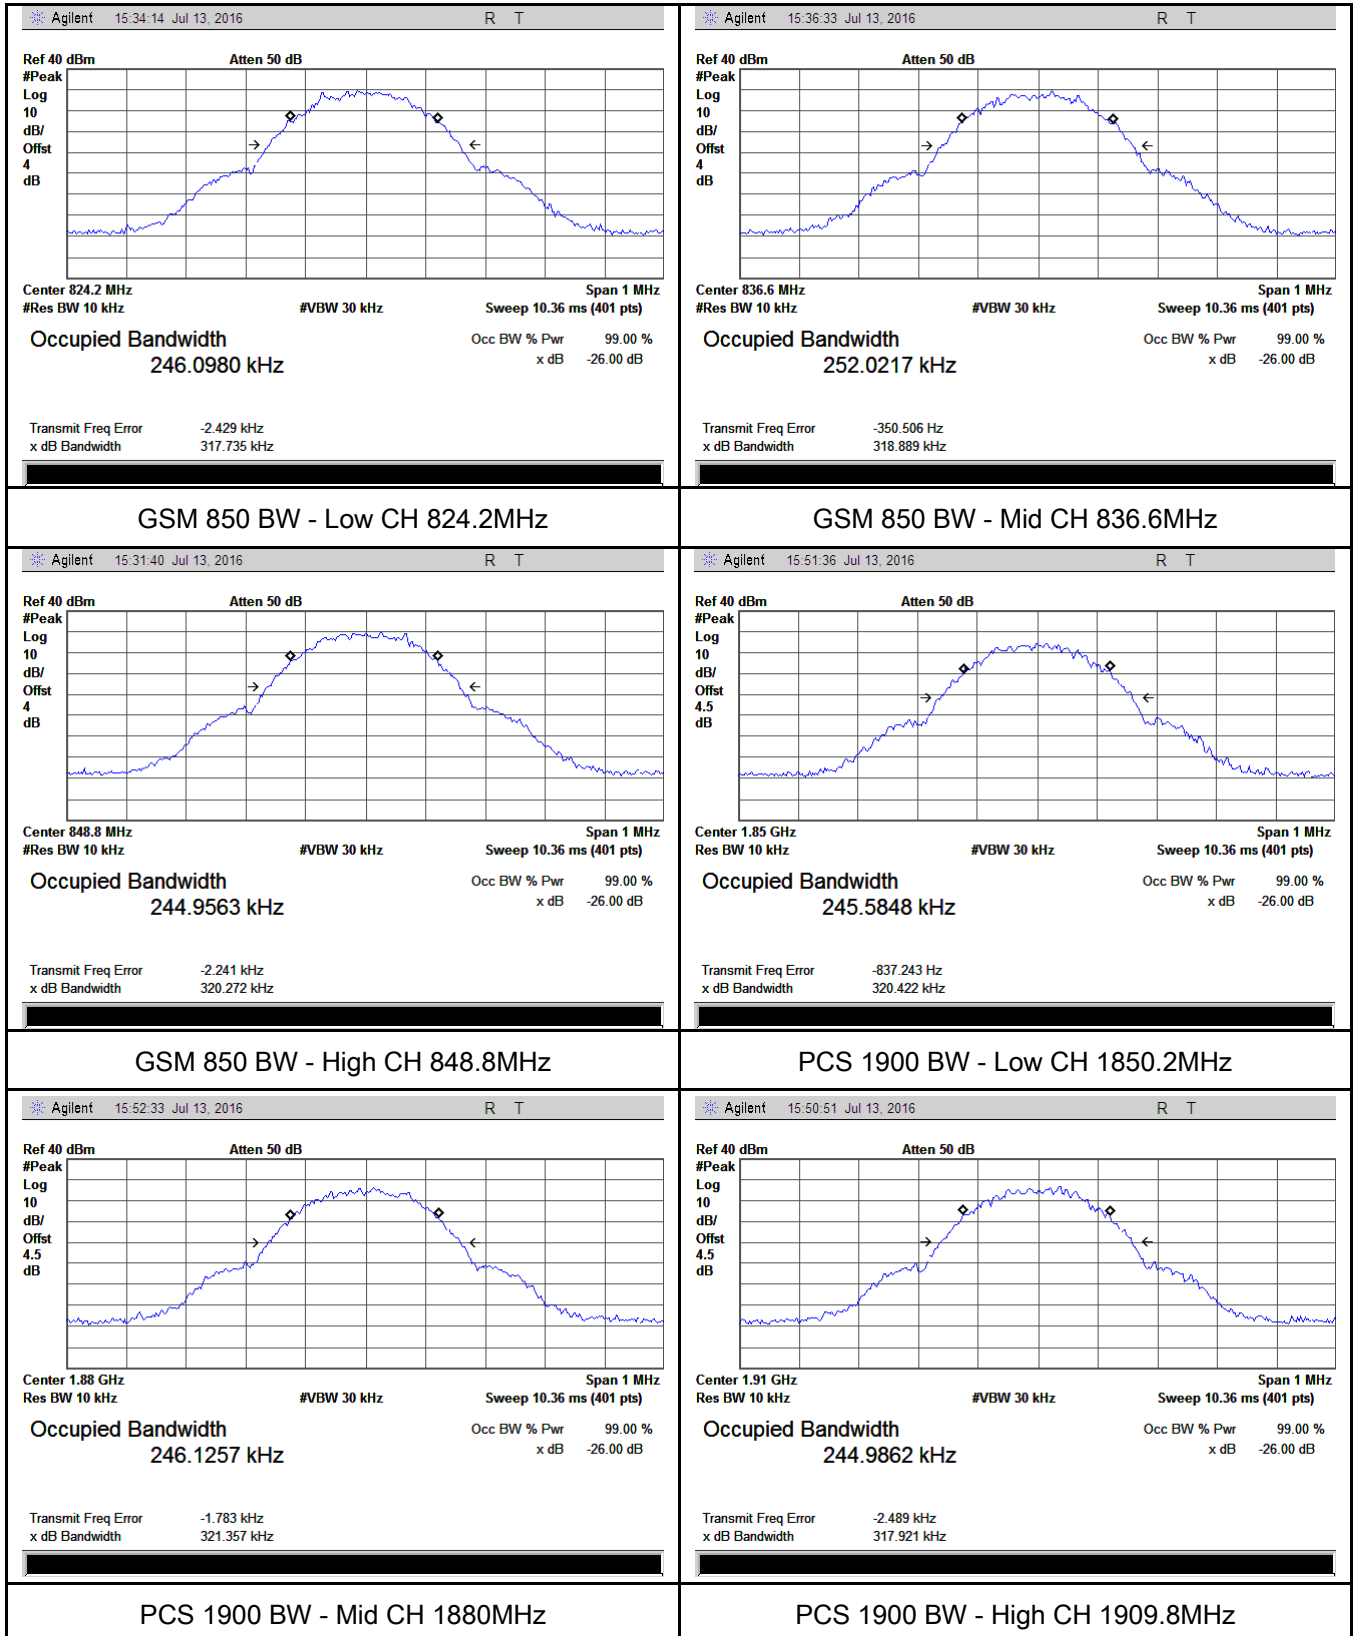 Agilent 15:34:14 Jul 13, 2016 R T
Ref 40 dBm Atten 50 dB
#Peak
Log
10
dB/
Offst
4
dB
Center 824.2 MHz Span 1 MHz
#Res BW 10 kHz #VBW 30 kHz Sweep 10.36 ms (401 pts)
Occupied Bandwidth Occ BW % Pwr 99.00 %
246.0980 kHz x dB -26.00 dB
Transmit Freq Error -2.429 kHz
x dB Bandwidth 317.735 kHz
GSM 850 BW - Low CH 824.2MHz
Agilent 15:36:33 Jul 13, 2016 R T
Ref 40 dBm Atten 50 dB
#Peak
Log
10
dB/
Offst
4
dB
Center 836.6 MHz Span 1 MHz
#Res BW 10 kHz #VBW 30 kHz Sweep 10.36 ms (401 pts)
Occupied Bandwidth Occ BW % Pwr 99.00 %
252.0217 kHz x dB -26.00 dB
Transmit Freq Error -350.506 Hz
x dB Bandwidth 318.889 kHz
GSM 850 BW - Mid CH 836.6MHz
Agilent 15:31:40 Jul 13, 2016 R T
Ref 40 dBm Atten 50 dB
#Peak
Log
10
dB/
Offst
4
dB
Center 848.8 MHz Span 1 MHz
#Res BW 10 kHz #VBW 30 kHz Sweep 10.36 ms (401 pts)
Occupied Bandwidth Occ BW % Pwr 99.00 %
244.9563 kHz x dB -26.00 dB
Transmit Freq Error -2.241 kHz
x dB Bandwidth 320.272 kHz
GSM 850 BW - High CH 848.8MHz
Agilent 15:51:36 Jul 13, 2016 R T
Ref 40 dBm Atten 50 dB
#Peak
Log
10
dB/
Offst
4.5
dB
Center 1.85 GHz Span 1 MHz
Res BW 10 kHz #VBW 30 kHz Sweep 10.36 ms (401 pts)
Occupied Bandwidth Occ BW % Pwr 99.00 %
245.5848 kHz x dB -26.00 dB
Transmit Freq Error -837.243 Hz
x dB Bandwidth 320.422 kHz
PCS 1900 BW - Low CH 1850.2MHz
Agilent 15:52:33 Jul 13, 2016 R T
Ref 40 dBm Atten 50 dB
#Peak
Log
10
dB/
Offst
4.5
dB
Center 1.88 GHz Span 1 MHz
Res BW 10 kHz #VBW 30 kHz Sweep 10.36 ms (401 pts)
Occupied Bandwidth Occ BW % Pwr 99.00 %
246.1257 kHz x dB -26.00 dB
Transmit Freq Error -1.783 kHz
x dB Bandwidth 321.357 kHz
PCS 1900 BW - Mid CH 1880MHz
Agilent 15:50:51 Jul 13, 2016 R T
Ref 40 dBm Atten 50 dB
#Peak
Log
10
dB/
Offst
4.5
dB
Center 1.91 GHz Span 1 MHz
Res BW 10 kHz #VBW 30 kHz Sweep 10.36 ms (401 pts)
Occupied Bandwidth Occ BW % Pwr 99.00 %
244.9862 kHz x dB -26.00 dB
Transmit Freq Error -2.489 kHz
x dB Bandwidth 317.921 kHz
PCS 1900 BW - High CH 1909.8MHz